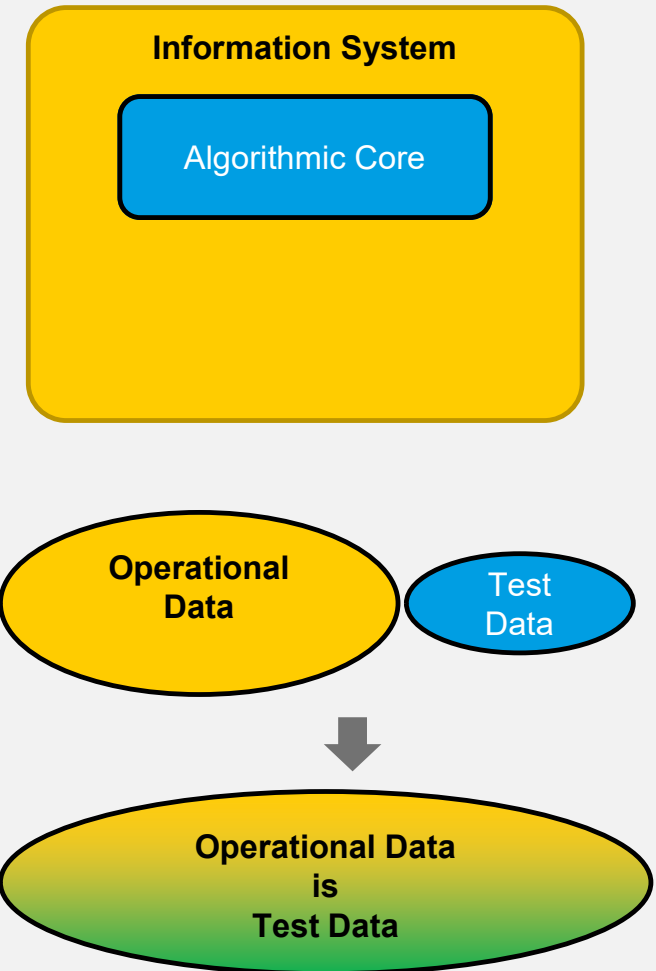 Information System
Algorithmic Core
Operational
Data
Test
Data
Operational Data
is
Test Data